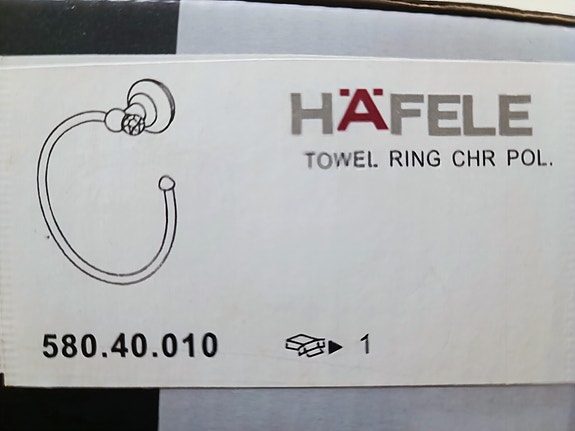 HÄFELE
TOWEL RING CHR POL.
580.40.010
1